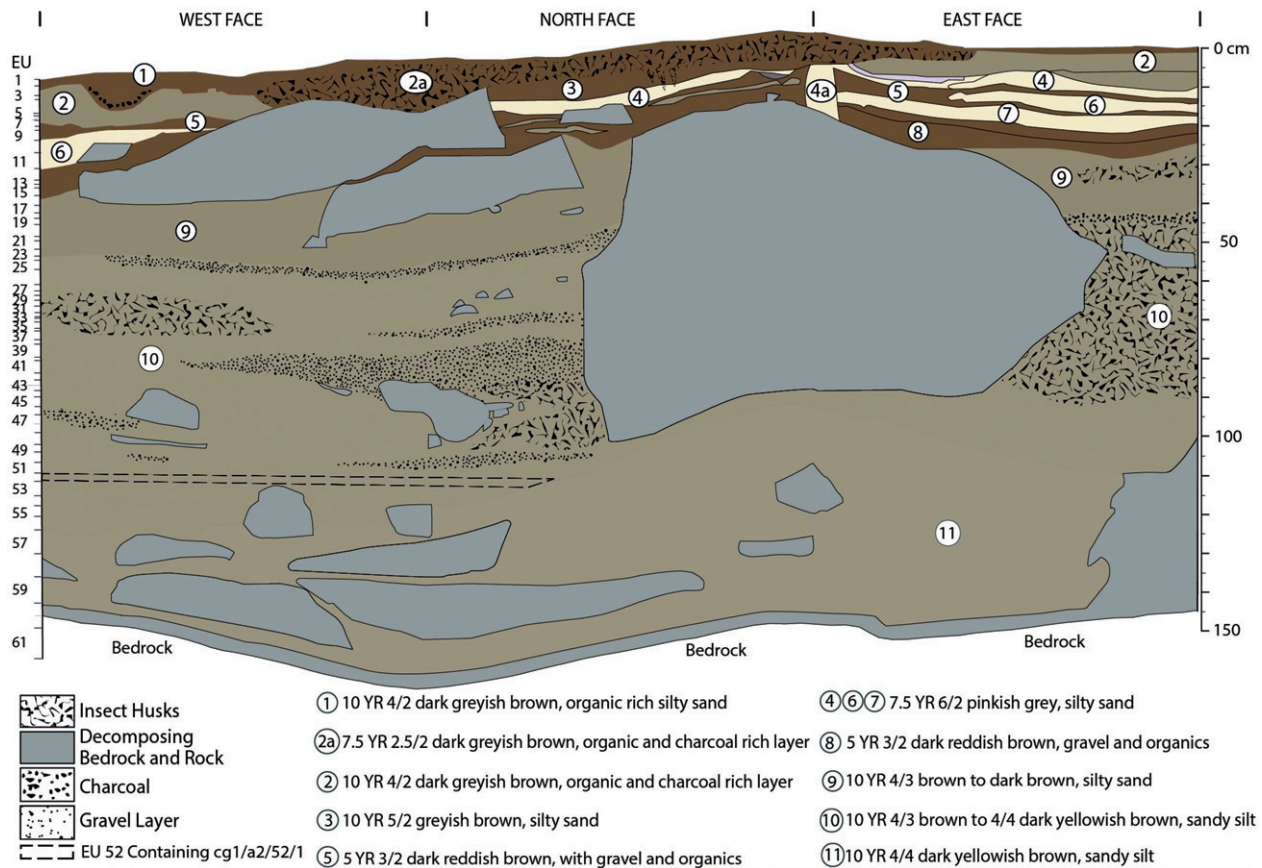 WEST FACE | NORTH FACE | EAST FACE
EU
0 cm
50
100
150
1
3
5
7
9
11
13
15
17
19
21
23
25
27
29
31
33
35
37
39
41
43
45
47
49
51
53
55
57
59
61
1
2
2a
3
4
4a
5
6
9
10
2
4
5
6
7
8
9
10
11
Bedrock
Bedrock
Bedrock
Insect Husks
Decomposing
Bedrock and Rock
Charcoal
Gravel Layer
EU 52 Containing cg1/a2/52/1
1 10 YR 4/2 dark greyish brown, organic rich silty sand
2a 7.5 YR 2.5/2 dark greyish brown, organic and charcoal rich layer
2 10 YR 4/2 dark greyish brown, organic and charcoal rich layer
3 10 YR 5/2 greyish brown, silty sand
5 5 YR 3/2 dark reddish brown, with gravel and organics
4 6 7 7.5 YR 6/2 pinkish grey, silty sand
8 5 YR 3/2 dark reddish brown, gravel and organics
9 10 YR 4/3 brown to dark brown, silty sand
10 10 YR 4/3 brown to 4/4 dark yellowish brown, sandy silt
11 10 YR 4/4 dark yellowish brown, sandy silt